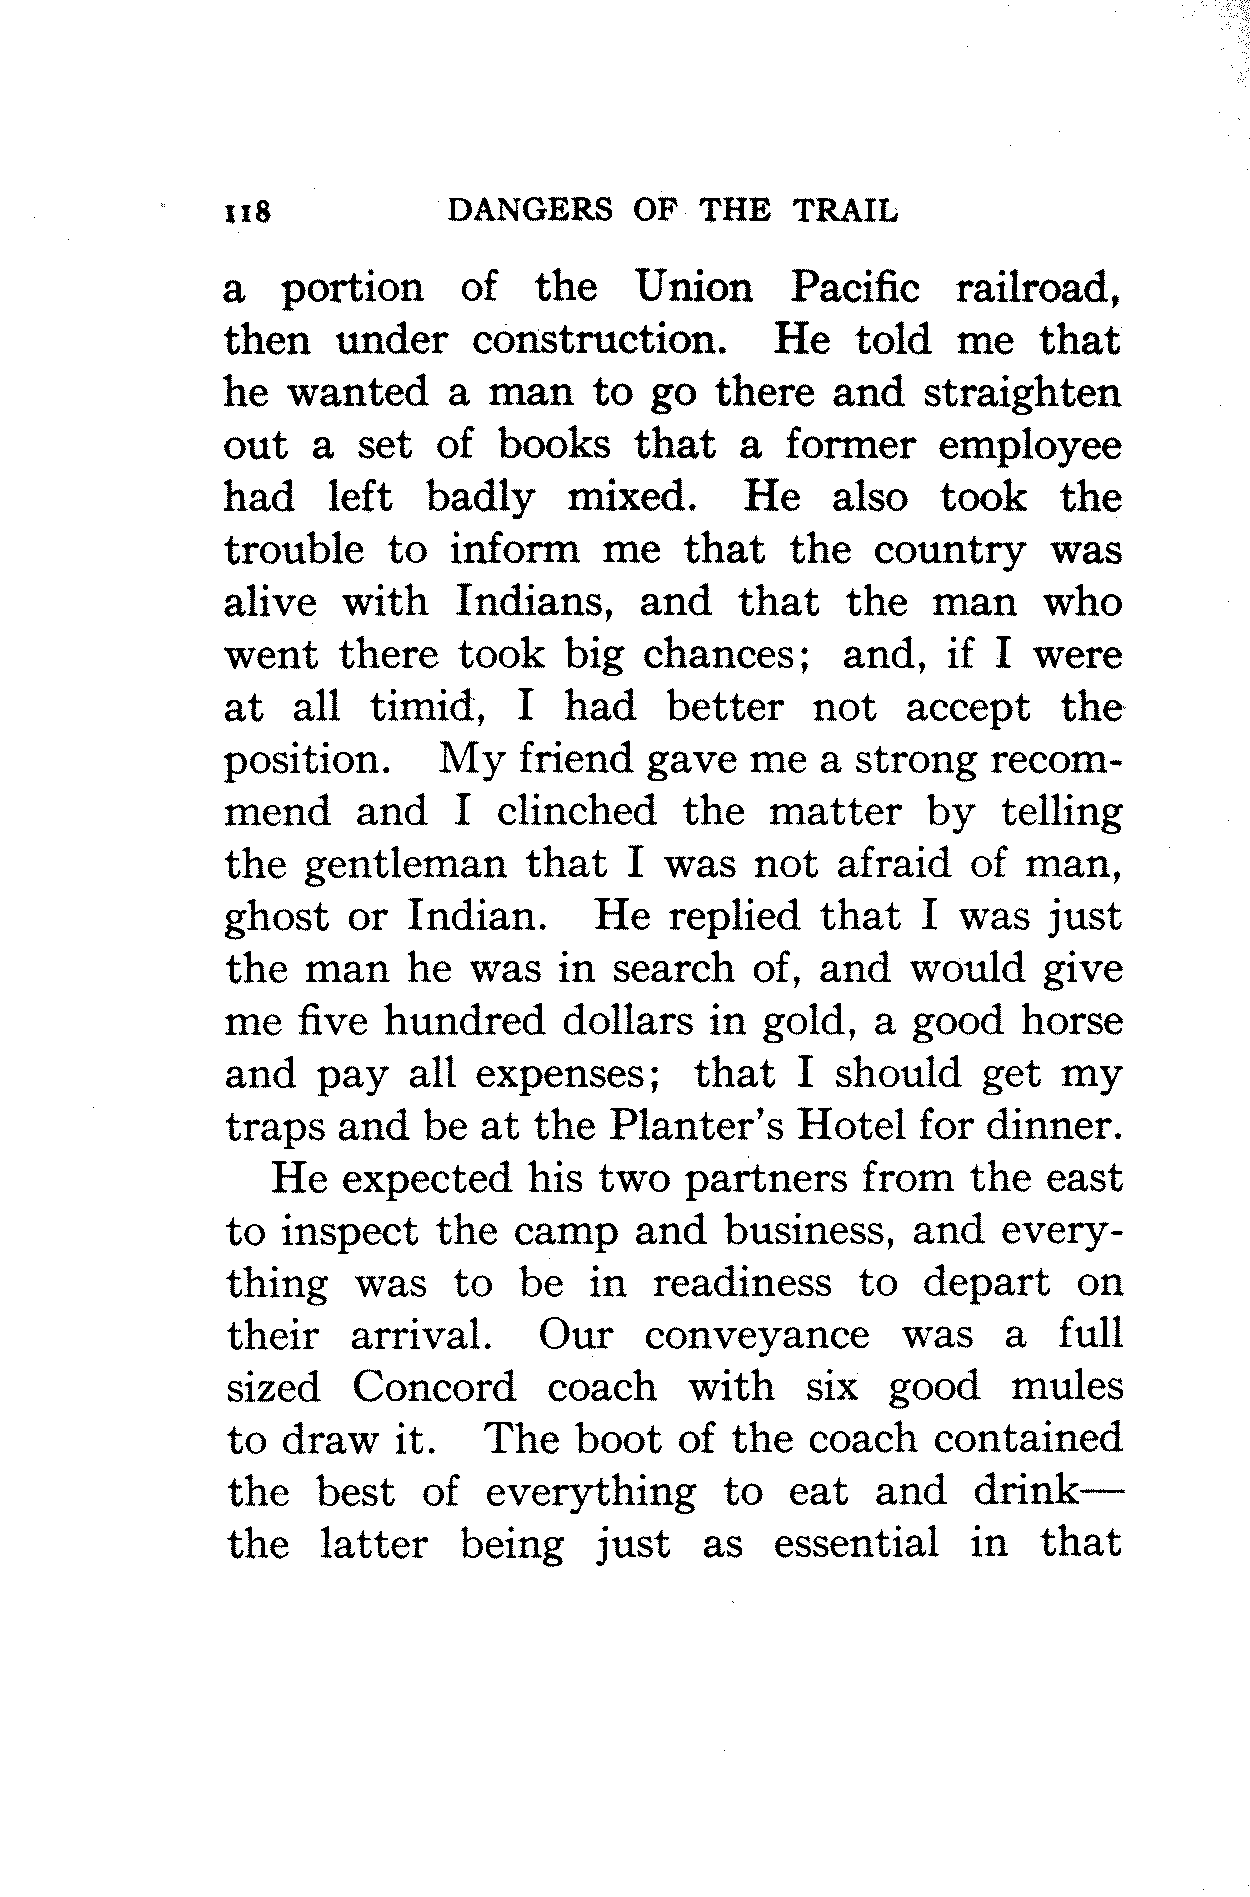 118 DANGERS OF THE TRAIL
a portion of the Union Pacific railroad,
then under construction. He told me that
he wanted a man to go there and straighten
out a set of books that a former employee
had left badly mixed. He also took the
trouble to inform me that the country was
alive with Indians, and that the man who
went there took big chances; and, if I were
at all timid, I had better not accept the
position. My friend gave me a strong recom-
mend and I clinched the matter by telling
the gentleman that I was not afraid of man,
ghost or Indian. He replied that I was just
the man he was in search of, and would give
me five hundred dollars in gold, a good horse
and pay all expenses; that I should get my
traps and be at the Planter's Hotel for dinner.
He expected his two partners from the east
to inspect the camp and business, and every-
thing was to be in readiness to depart on
their arrival. Our conveyance was a full
sized Concord coach with six good mules
to draw it. The boot of the coach contained
the best of everything to eat and drink—
the latter being just as essential in that